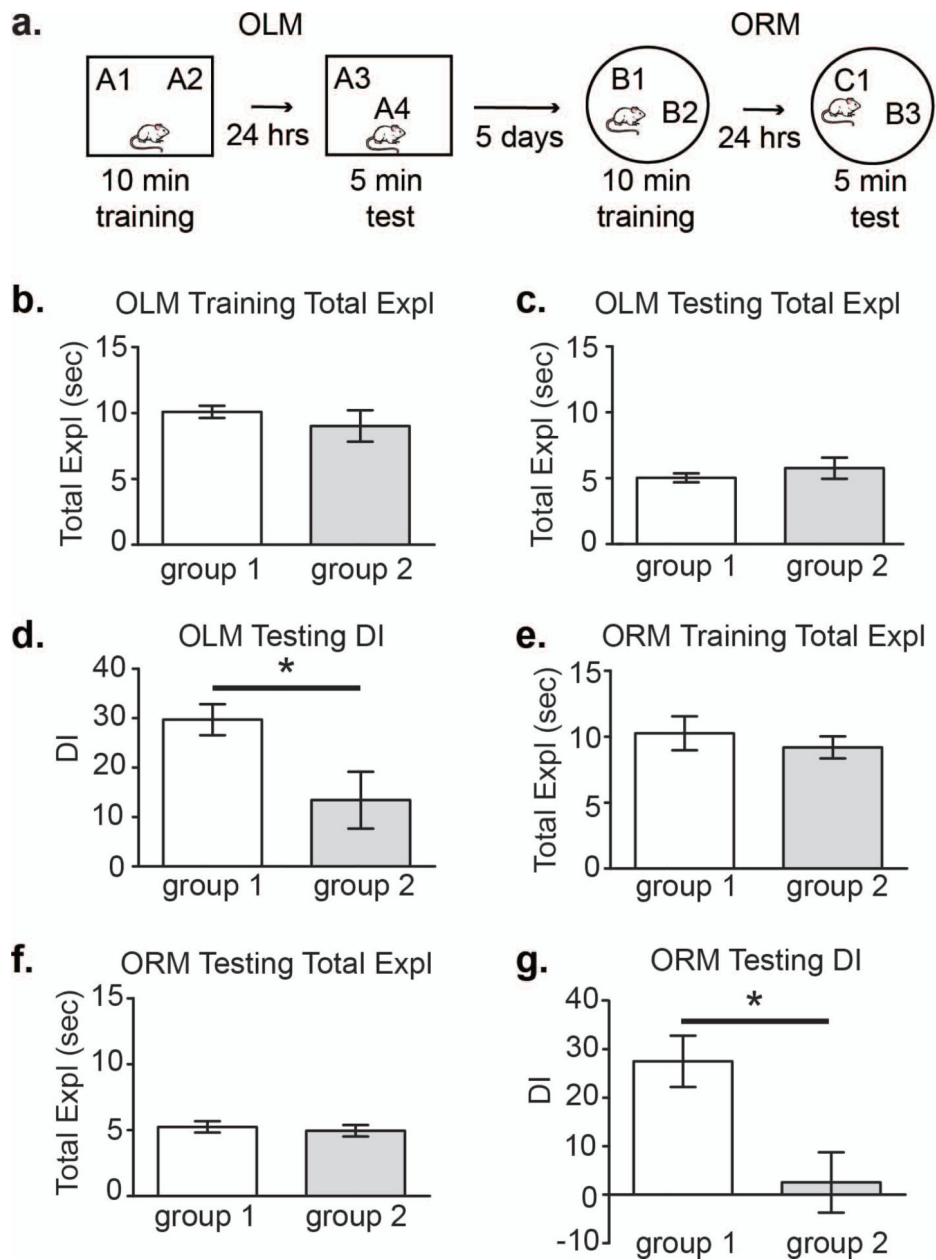 a. OLM ORM
A1 A2 A3 A4 B1 B2 C1 B3
24 hrs 5 days 24 hrs
10 min 5 min 10 min 5 min
training test training test
b. OLM Training Total Expl
Total Expl (sec)
15
10
5
0
group 1 group 2
c. OLM Testing Total Expl
Total Expl (sec)
15
10
5
0
group 1 group 2
d. OLM Testing DI
*
DI
40
30
20
10
0
group 1 group 2
e. ORM Training Total Expl
Total Expl (sec)
15
10
5
0
group 1 group 2
f. ORM Testing Total Expl
Total Expl (sec)
15
10
5
0
group 1 group 2
g. ORM Testing DI
*
DI
40
30
20
10
0
-10
group 1 group 2